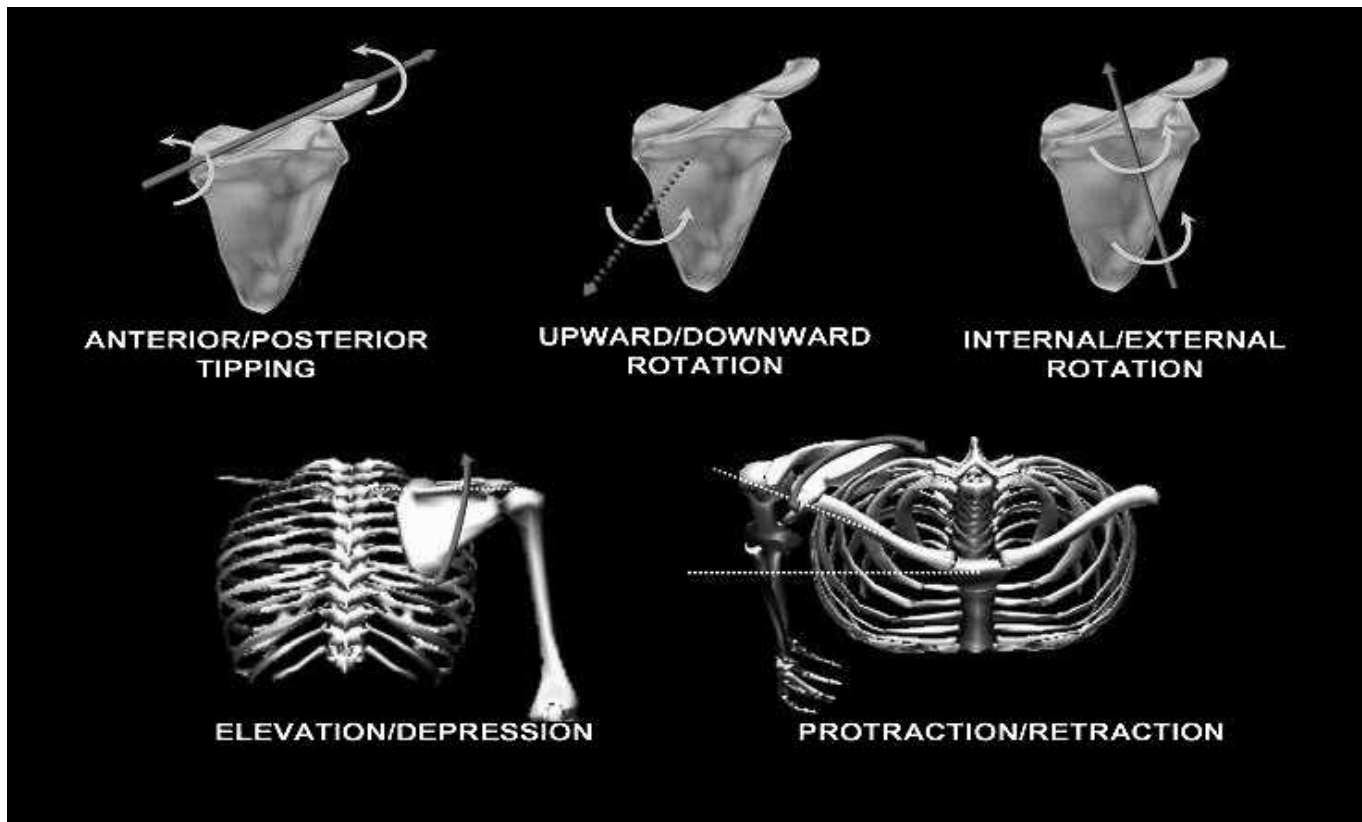 ANTERIOR/POSTERIOR
TIPPING
UPWARD/DOWNWARD
ROTATION
INTERNAL/EXTERNAL
ROTATION
ELEVATION/DEPRESSION
PROTRACTION/RETRACTION